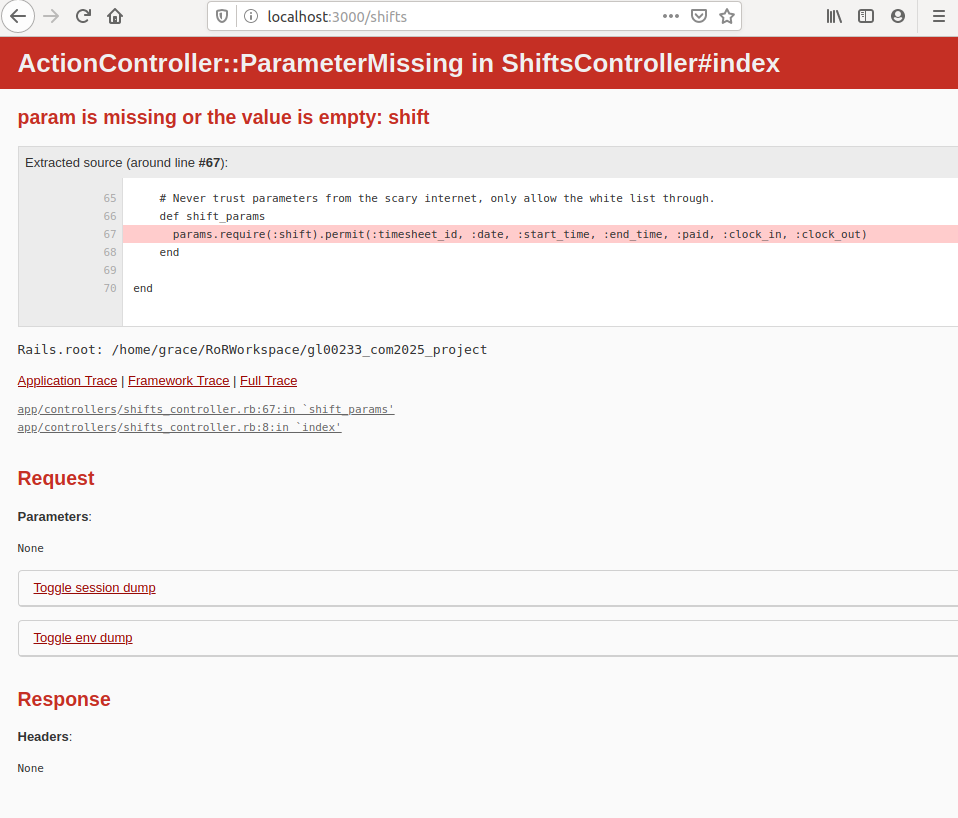 localhost:3000/shifts
ActionController::ParameterMissing in ShiftsController#index
param is missing or the value is empty: shift
Extracted source (around line #67):
65 # Never trust parameters from the scary internet, only allow the white list through.
66 def shift_params
67 params.require(:shift).permit(:timesheet_id, :date, :start_time, :end_time, :paid, :clock_in, :clock_out)
68 end
69
70 end
Rails.root: /home/grace/RoRWorkspace/gl00233_com2025_project
Application Trace | Framework Trace | Full Trace
app/controllers/shifts_controller.rb:67:in `shift_params'
app/controllers/shifts_controller.rb:8:in `index'
Request
Parameters:
None
Toggle session dump
Toggle env dump
Response
Headers:
None